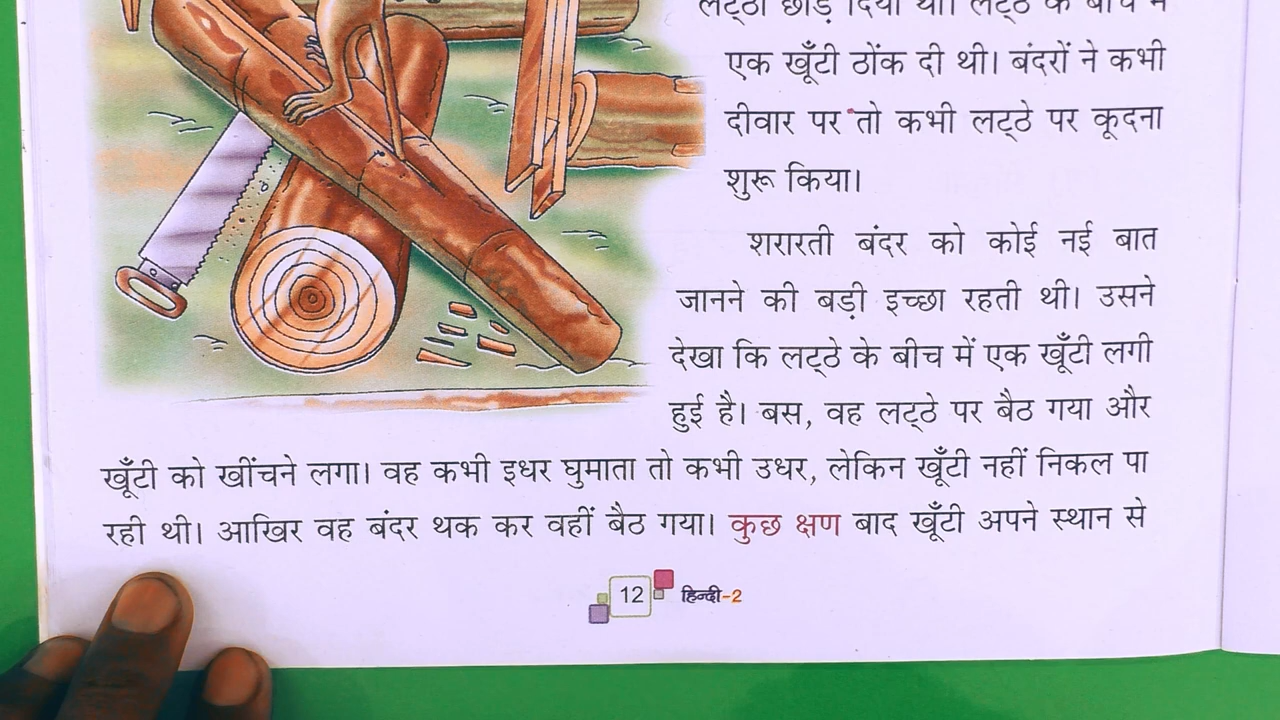 लट्ठा छोड़ दिया था। लट्ठे के बीच में
एक खूँटी ठोंक दी थी। बंदरों ने कभी
दीवार पर तो कभी लट्ठे पर कूदना
शुरू किया।
शरारती बंदर को कोई नई बात
जानने की बड़ी इच्छा रहती थी। उसने
देखा कि लट्ठे के बीच में एक खूँटी लगी
हुई है। बस, वह लट्ठे पर बैठ गया और
खूँटी को खींचने लगा। वह कभी इधर घुमाता तो कभी उधर, लेकिन खूँटी नहीं निकल पा
रही थी। आखिर वह बंदर थक कर वहीं बैठ गया। कुछ क्षण बाद खूँटी अपने स्थान से
12 हिन्दी-2